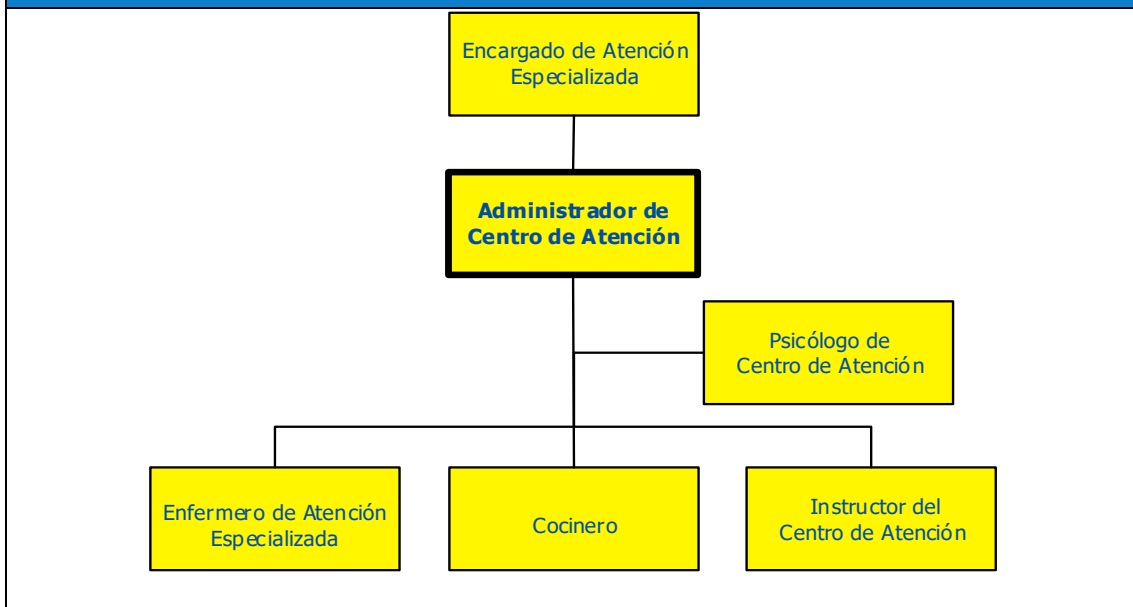 Encargado de Atención
Especializada
Administrador de
Centro de Atención
Psicólogo de
Centro de Atención
Enfermero de Atención
Especializada
Cocinero
Instructor del
Centro de Atención